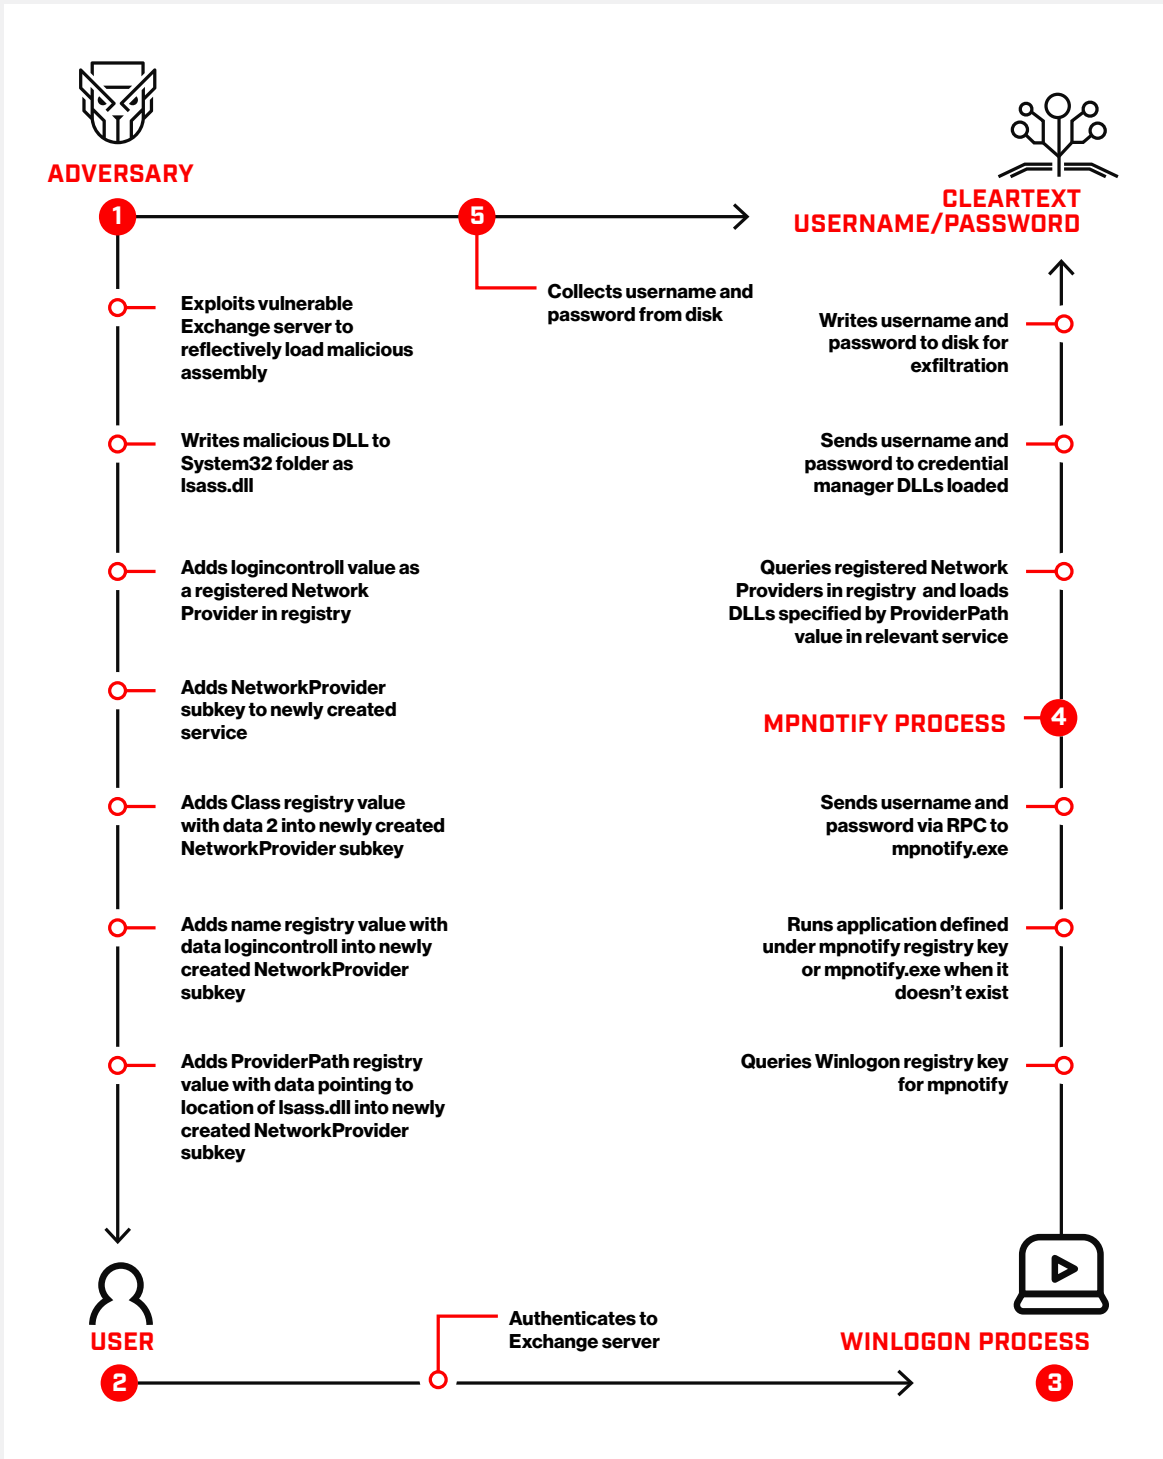 ADVERSARY
1
5
CLEARTEXT
USERNAME/PASSWORD
Exploits vulnerable
Exchange server to
reflectively load malicious
assembly
Writes malicious DLL to
System32 folder as
lsass.dll
Adds logincontroll value as
a registered Network
Provider in registry
Adds NetworkProvider
subkey to newly created
service
Adds Class registry value
with data 2 into newly created
NetworkProvider subkey
Adds name registry value with
data logincontroll into newly
created NetworkProvider
subkey
Adds ProviderPath registry
value with data pointing to
location of lsass.dll into newly
created NetworkProvider
subkey
USER
2
Authenticates to
Exchange server
WINLOGON PROCESS
3
Queries Winlogon registry key
for mpnotify
Runs application defined
under mpnotify registry key
or mpnotify.exe when it
doesn’t exist
Sends username and
password via RPC to
mpnotify.exe
MPNOTIFY PROCESS
4
Queries registered Network
Providers in registry and loads
DLLs specified by ProviderPath
value in relevant service
Sends username and
password to credential
manager DLLs loaded
Writes username and
password to disk for
exfiltration
Collects username and
password from disk